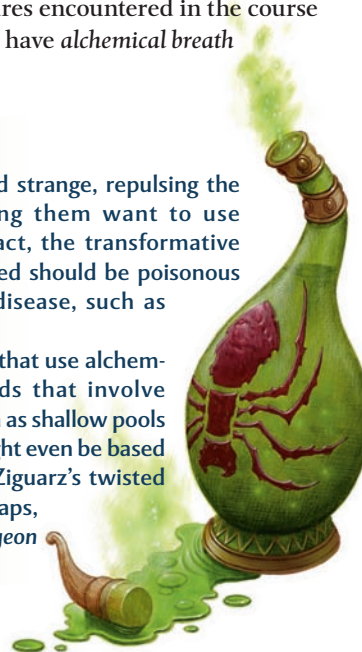 ures encountered in the course
have alchemical breath
d strange, repulsing the
ng them want to use
act, the transformative
ed should be poisonous
disease, such as
that use alchem-
ds that involve
as shallow pools
ght even be based
Ziguarz's twisted
aps,
geon